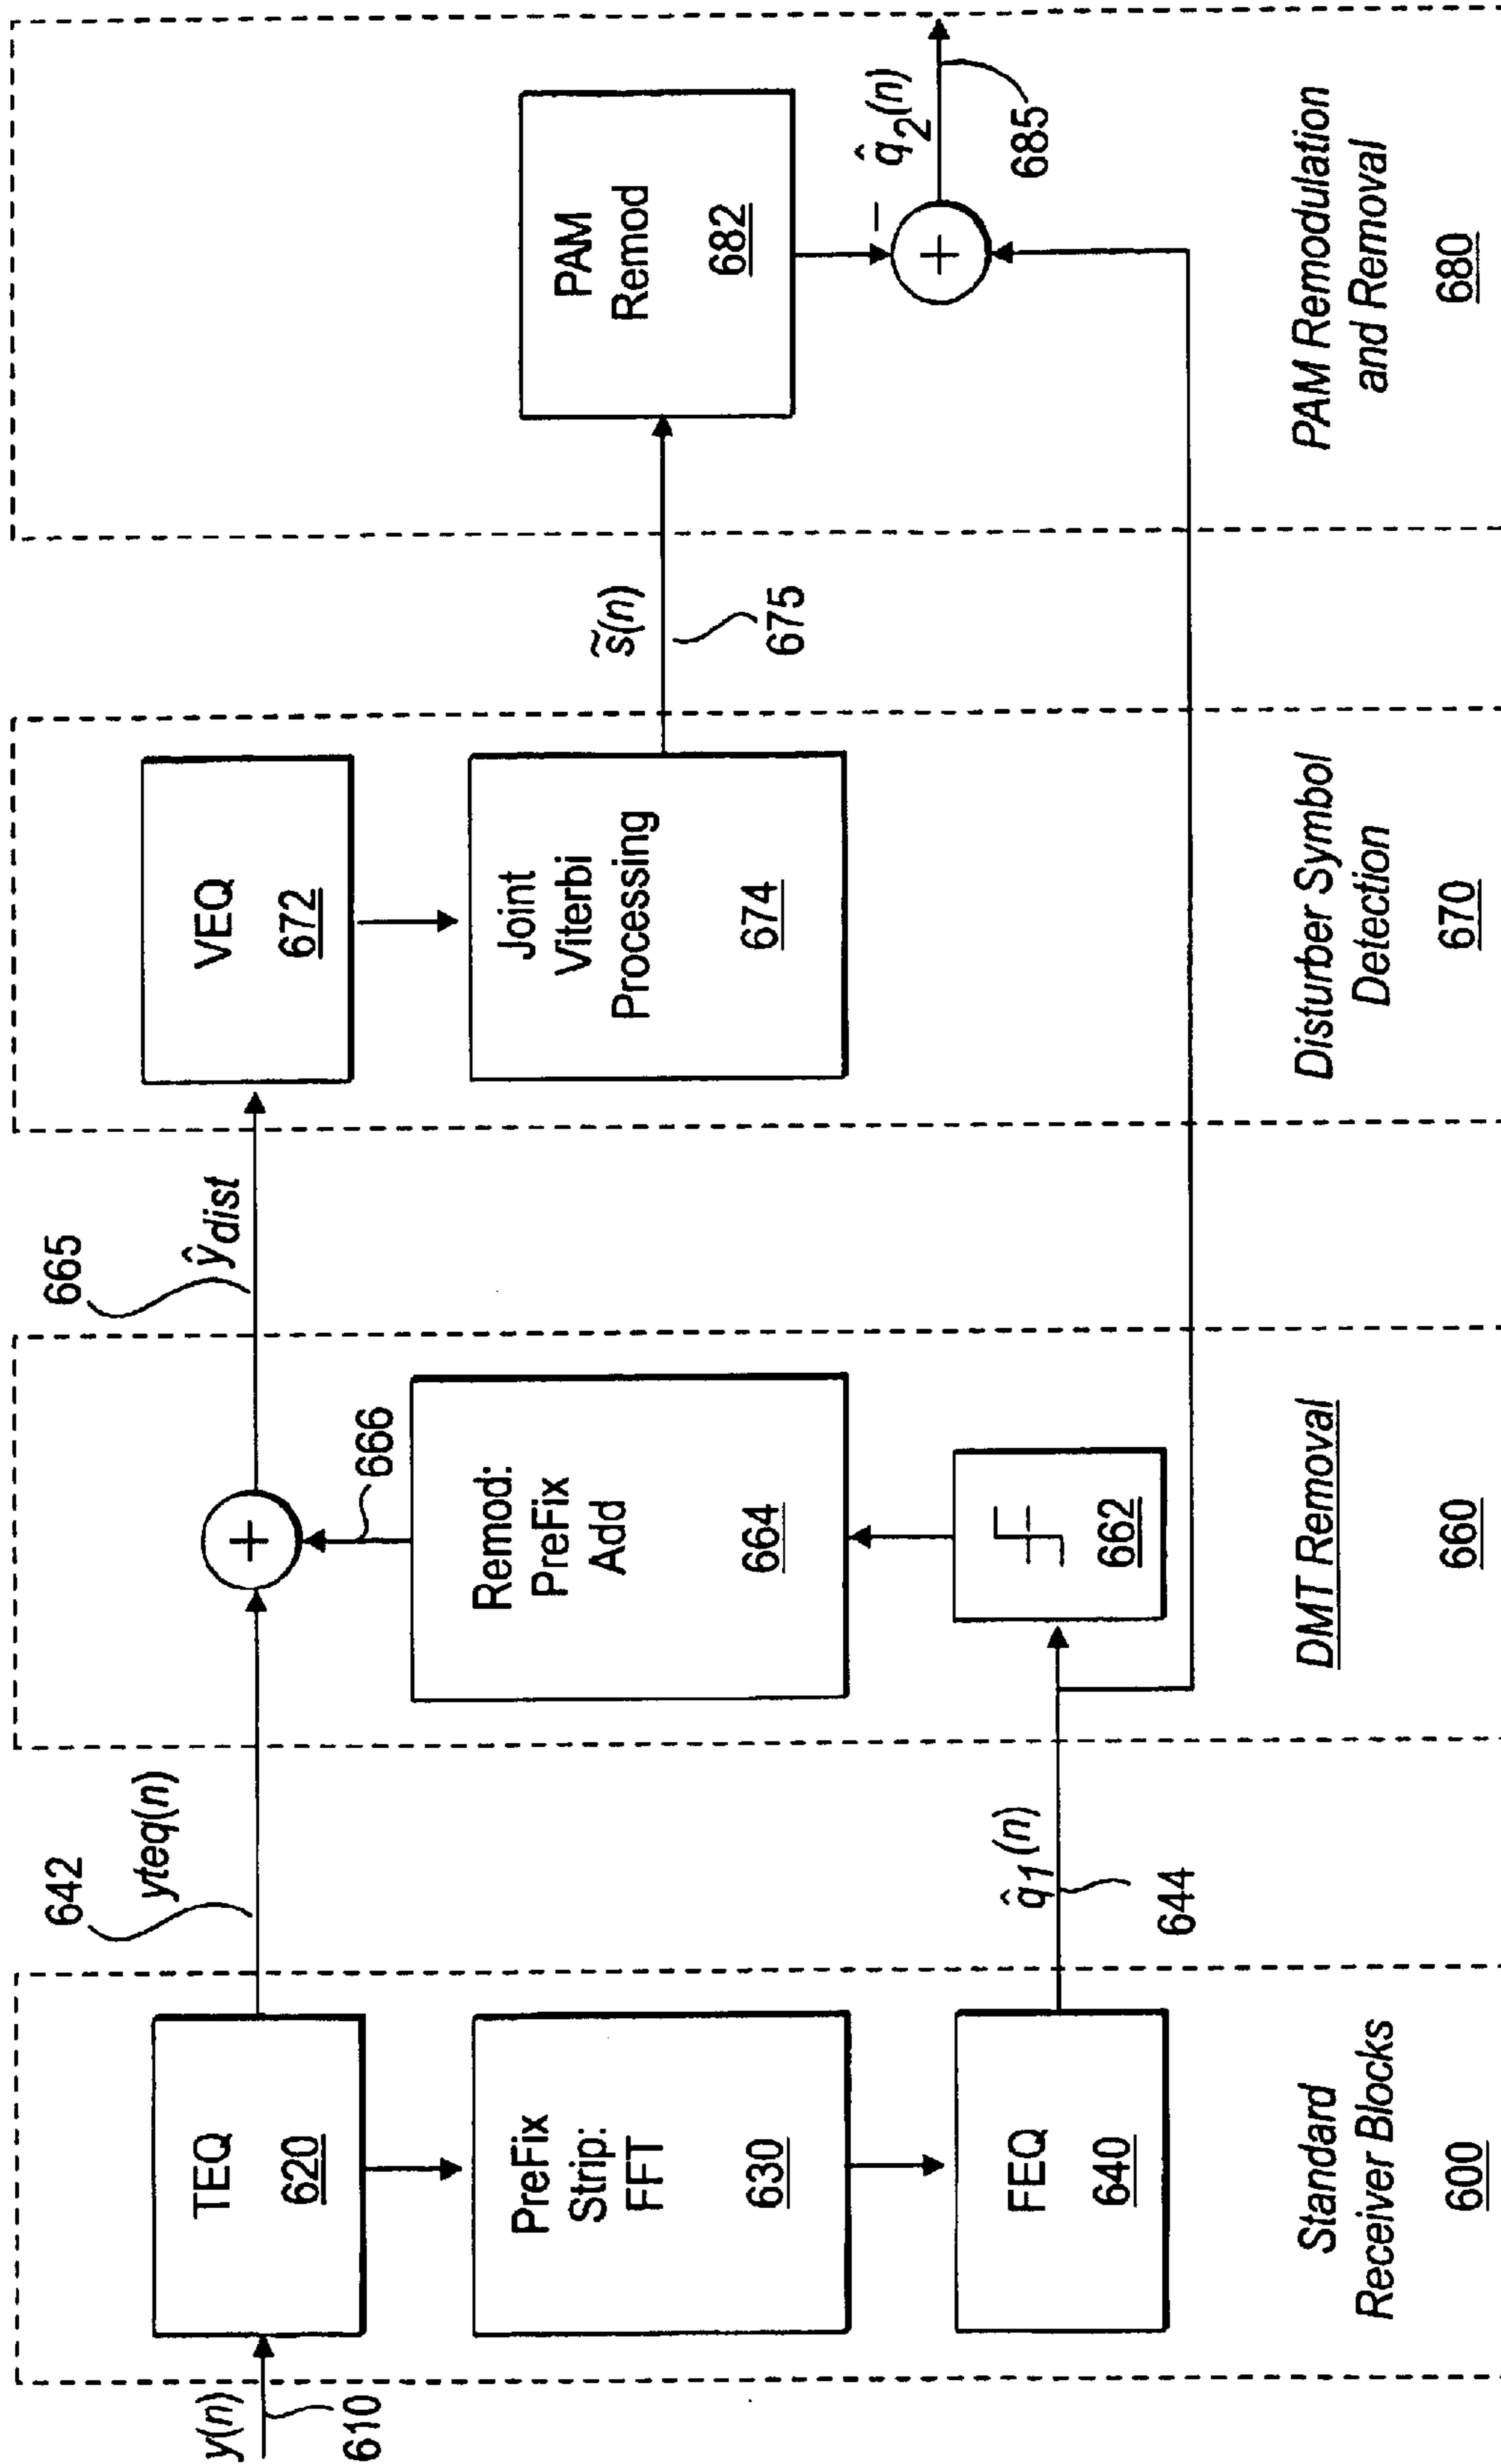 y(n)
610
TEQ
620
PreFix
Strip:
FFT
630
FEQ
640
Standard
Receiver Blocks
600
642
yteq(n)
q̂1(n)
644
+
666
Remod:
PreFix
Add
664
662
DMT Removal
660
665
ŷdist
VEQ
672
Joint
Viterbi
Processing
674
Disturber Symbol
Detection
670
s̃(n)
675
PAM
Remod
682
−
+
q̂2(n)
685
PAM Remodulation
and Removal
680